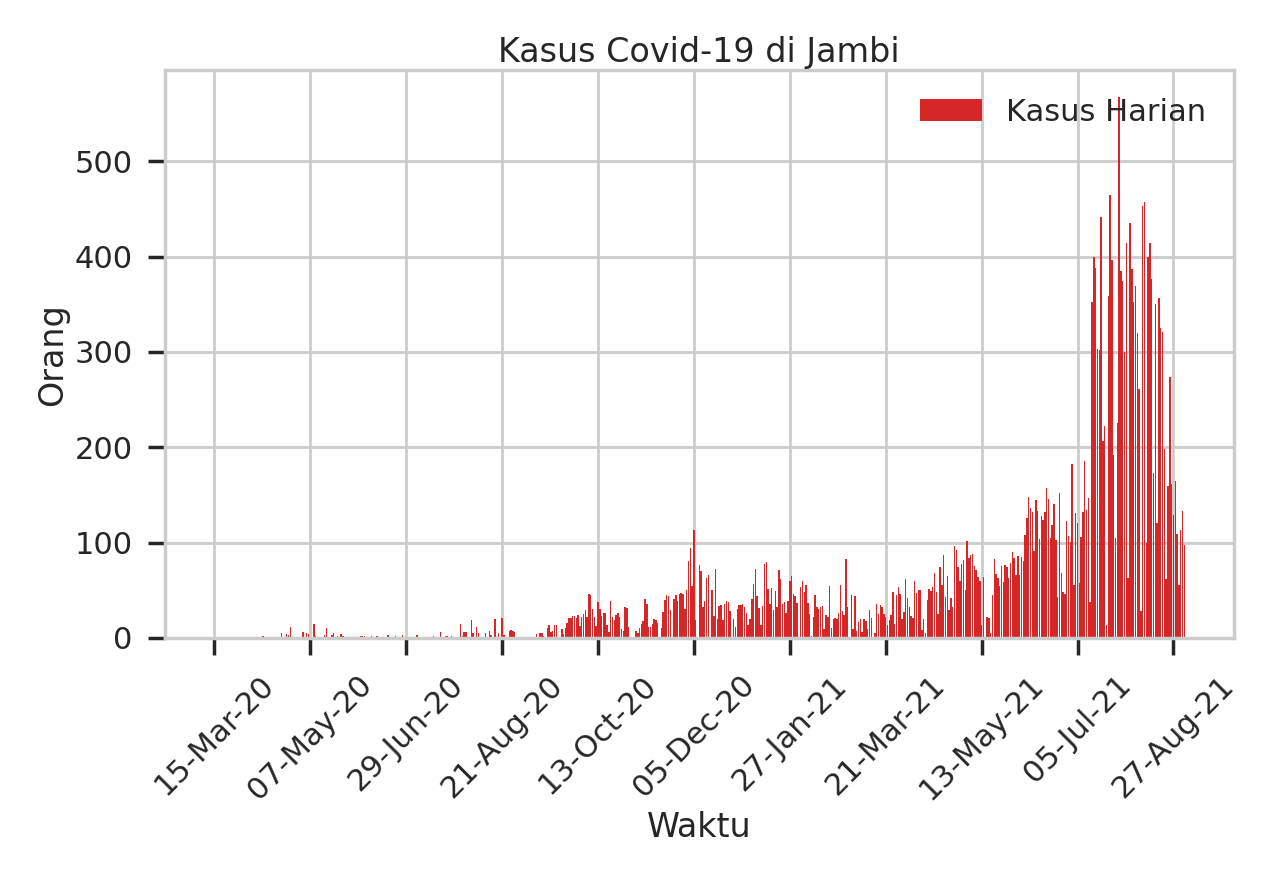 Kasus Covid-19 di Jambi
Kasus Harian
Orang
500
400
300
200
100
0
15-Mar-20
07-May-20
29-Jun-20
21-Aug-20
13-Oct-20
05-Dec-20
27-Jan-21
21-Mar-21
13-May-21
05-Jul-21
27-Aug-21
Waktu